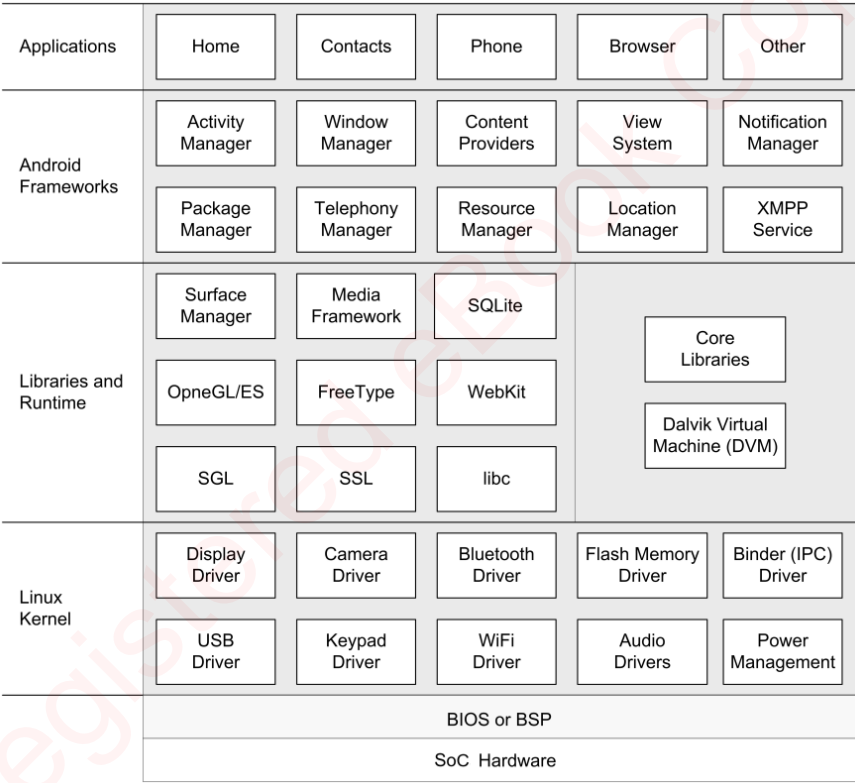 Applications
Home
Contacts
Phone
Browser
Other
Android
Frameworks
Activity
Manager
Window
Manager
Content
Providers
View
System
Notification
Manager
Package
Manager
Telephony
Manager
Resource
Manager
Location
Manager
XMPP
Service
Libraries and
Runtime
Surface
Manager
Media
Framework
SQLite
OpneGL/ES
FreeType
WebKit
SGL
SSL
libc
Core
Libraries
Dalvik Virtual
Machine (DVM)
Linux
Kernel
Display
Driver
Camera
Driver
Bluetooth
Driver
Flash Memory
Driver
Binder (IPC)
Driver
USB
Driver
Keypad
Driver
WiFi
Driver
Audio
Drivers
Power
Management
BIOS or BSP
SoC Hardware
egistered eBook Co